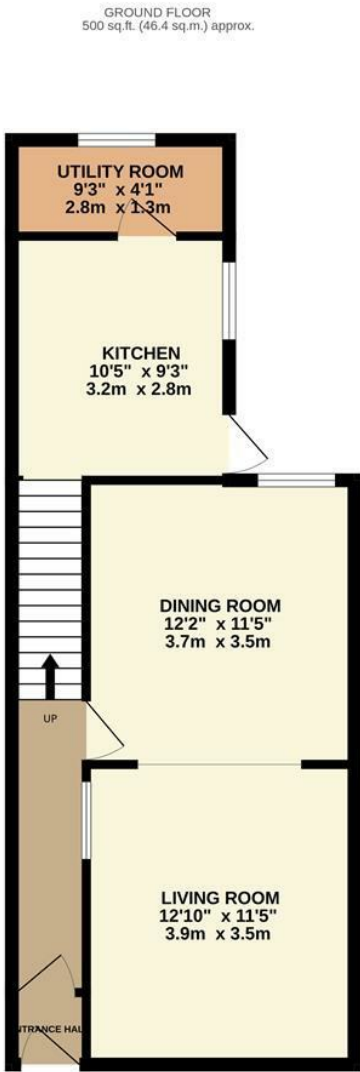 GROUND FLOOR
500 sq.ft. (46.4 sq.m.) approx.
UTILITY ROOM
9'3" x 4'1"
2.8m x 1.3m
KITCHEN
10'5" x 9'3"
3.2m x 2.8m
DINING ROOM
12'2" x 11'5"
3.7m x 3.5m
UP
LIVING ROOM
12'10" x 11'5"
3.9m x 3.5m
NTRANCE HAL